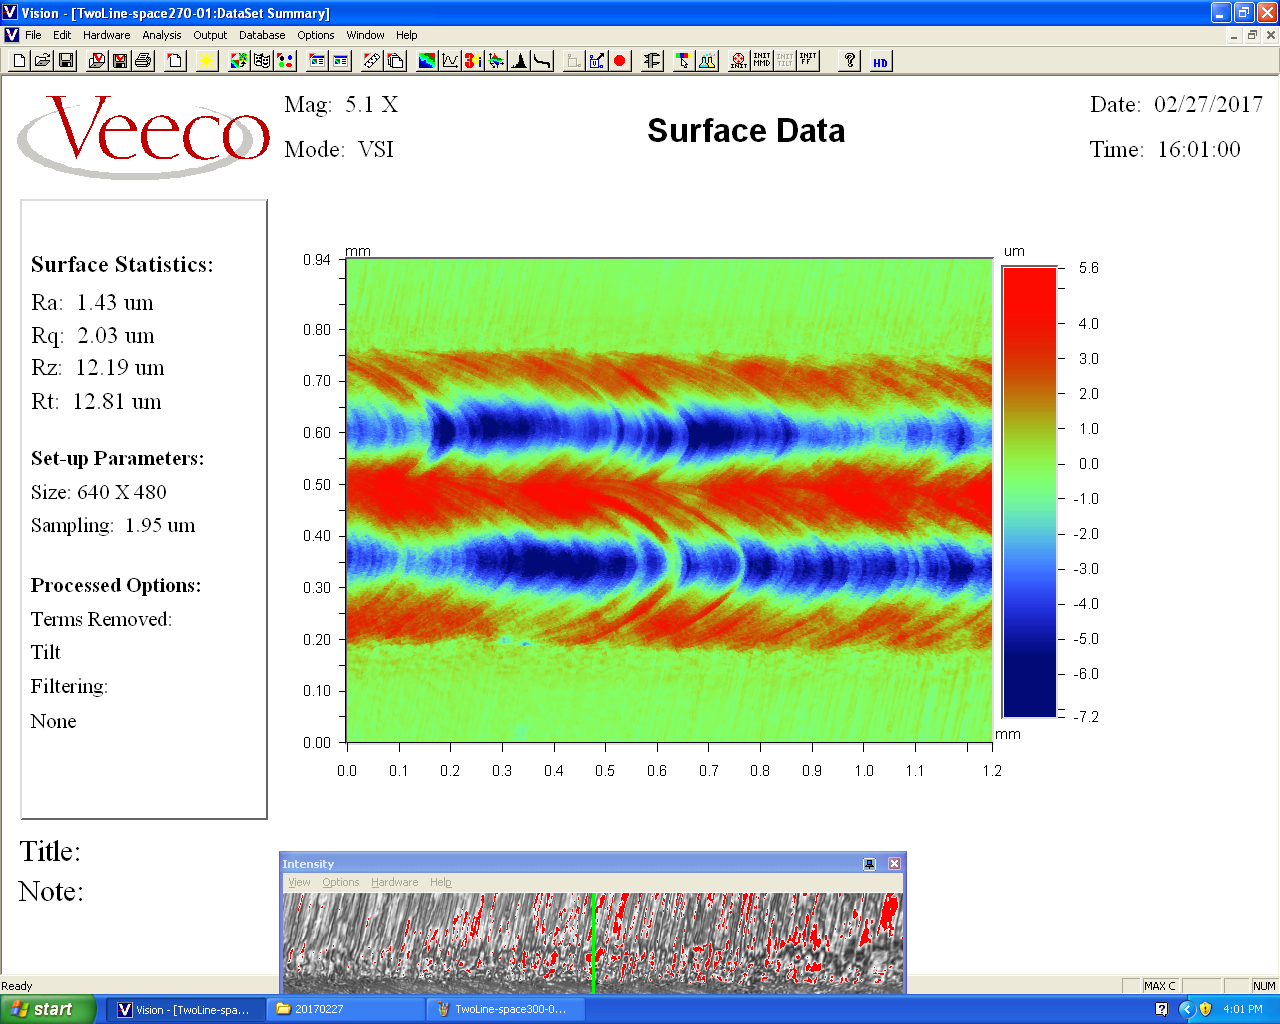 Vision - [TwoLine-space270-01:DataSet Summary]
File Edit Hardware Analysis Output Database Options Window Help
INIT INIT MMD INIT TILT INIT FF ? HD
Veeco
Mag: 5.1 X
Mode: VSI
Surface Data
Date: 02/27/2017
Time: 16:01:00
Surface Statistics:
Ra: 1.43 um
Rq: 2.03 um
Rz: 12.19 um
Rt: 12.81 um
Set-up Parameters:
Size: 640 X 480
Sampling: 1.95 um
Processed Options:
Terms Removed:
Tilt
Filtering:
None
mm
0.94
0.80
0.70
0.60
0.50
0.40
0.30
0.20
0.10
0.00
0.0 0.1 0.2 0.3 0.4 0.5 0.6 0.7 0.8 0.9 1.0 1.1 1.2
mm
um
5.6
4.0
3.0
2.0
1.0
0.0
-1.0
-2.0
-3.0
-4.0
-5.0
-6.0
-7.2
Title:
Note:
Intensity
View Options Hardware Help
Ready
MAX C NUM
start
Vision - [TwoLine-spa...
20170227
TwoLine-space300-0...
4:01 PM